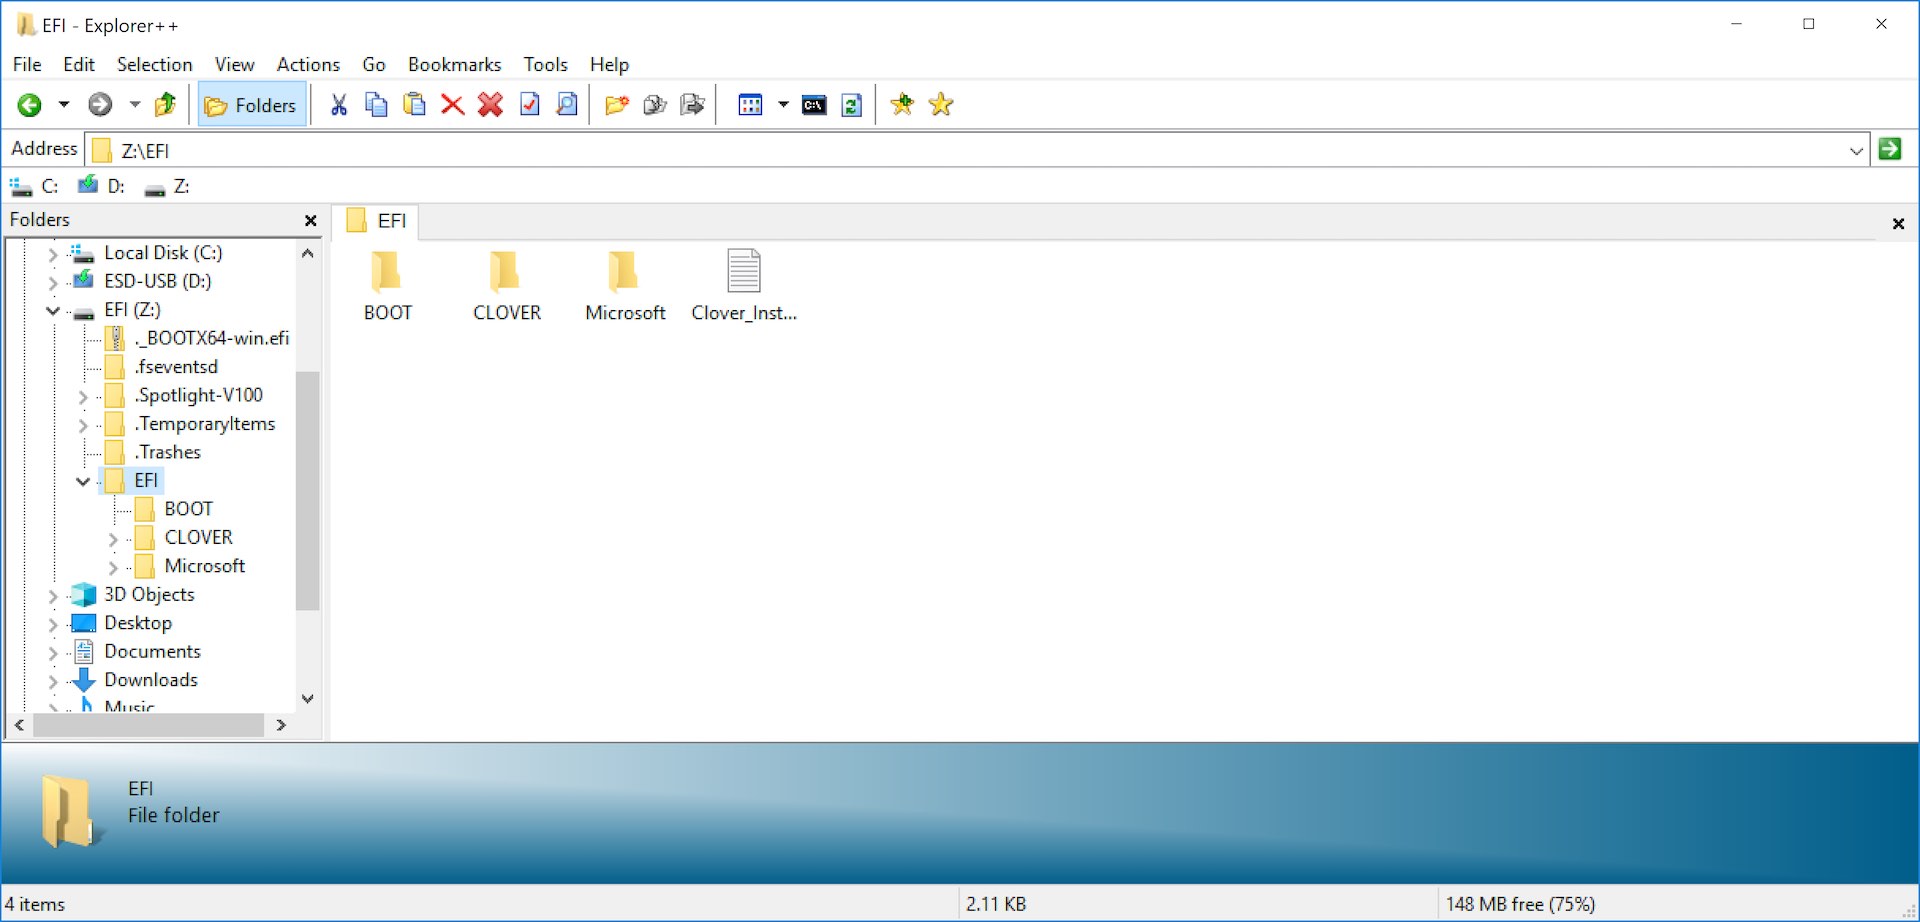 EFI - Explorer++
File Edit Selection View Actions Go Bookmarks Tools Help
Folders
C:\
Address Z:\EFI
C: D: Z:
Folders
EFI
Local Disk (C:)
ESD-USB (D:)
EFI (Z:)
._BOOTX64-win.efi
.fseventsd
.Spotlight-V100
.TemporaryItems
.Trashes
EFI
BOOT
CLOVER
Microsoft
3D Objects
Desktop
Documents
Downloads
Music
BOOT CLOVER Microsoft Clover_Inst...
EFI
File folder
4 items 2.11 KB 148 MB free (75%)